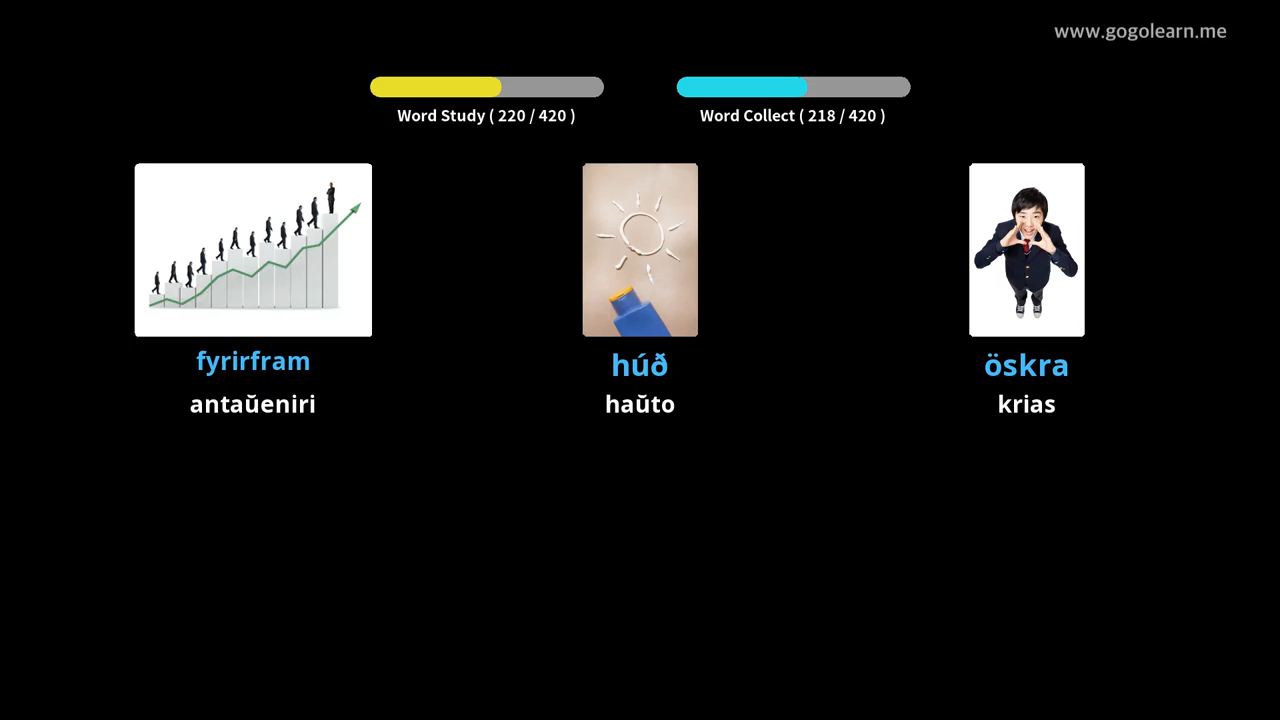 www.gogolearn.me
Word Study ( 220 / 420 )
Word Collect ( 218 / 420 )
fyrirfram
húð
öskra
antaŭeniri
haŭto
krias